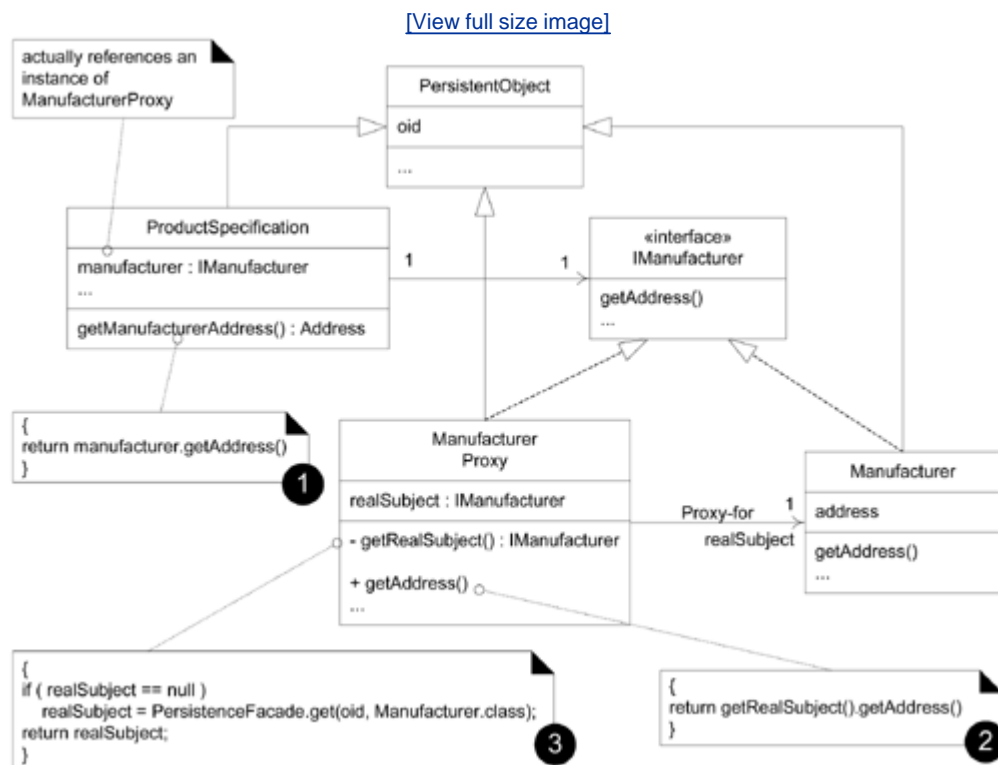 [View full size image]
actually references an
instance of
ManufacturerProxy
PersistentObject
oid
...
ProductSpecification
manufacturer : IManufacturer
...
getManufacturerAddress() : Address
1
1
«interface»
IManufacturer
getAddress()
...
{
return manufacturer.getAddress()
}
1
Manufacturer
Proxy
realSubject : IManufacturer
- getRealSubject() : IManufacturer
+ getAddress()
...
Proxy-for
realSubject
1
Manufacturer
address
getAddress()
...
{
if ( realSubject == null )
realSubject = PersistenceFacade.get(oid, Manufacturer.class);
return realSubject;
}
3
{
return getRealSubject().getAddress()
}
2